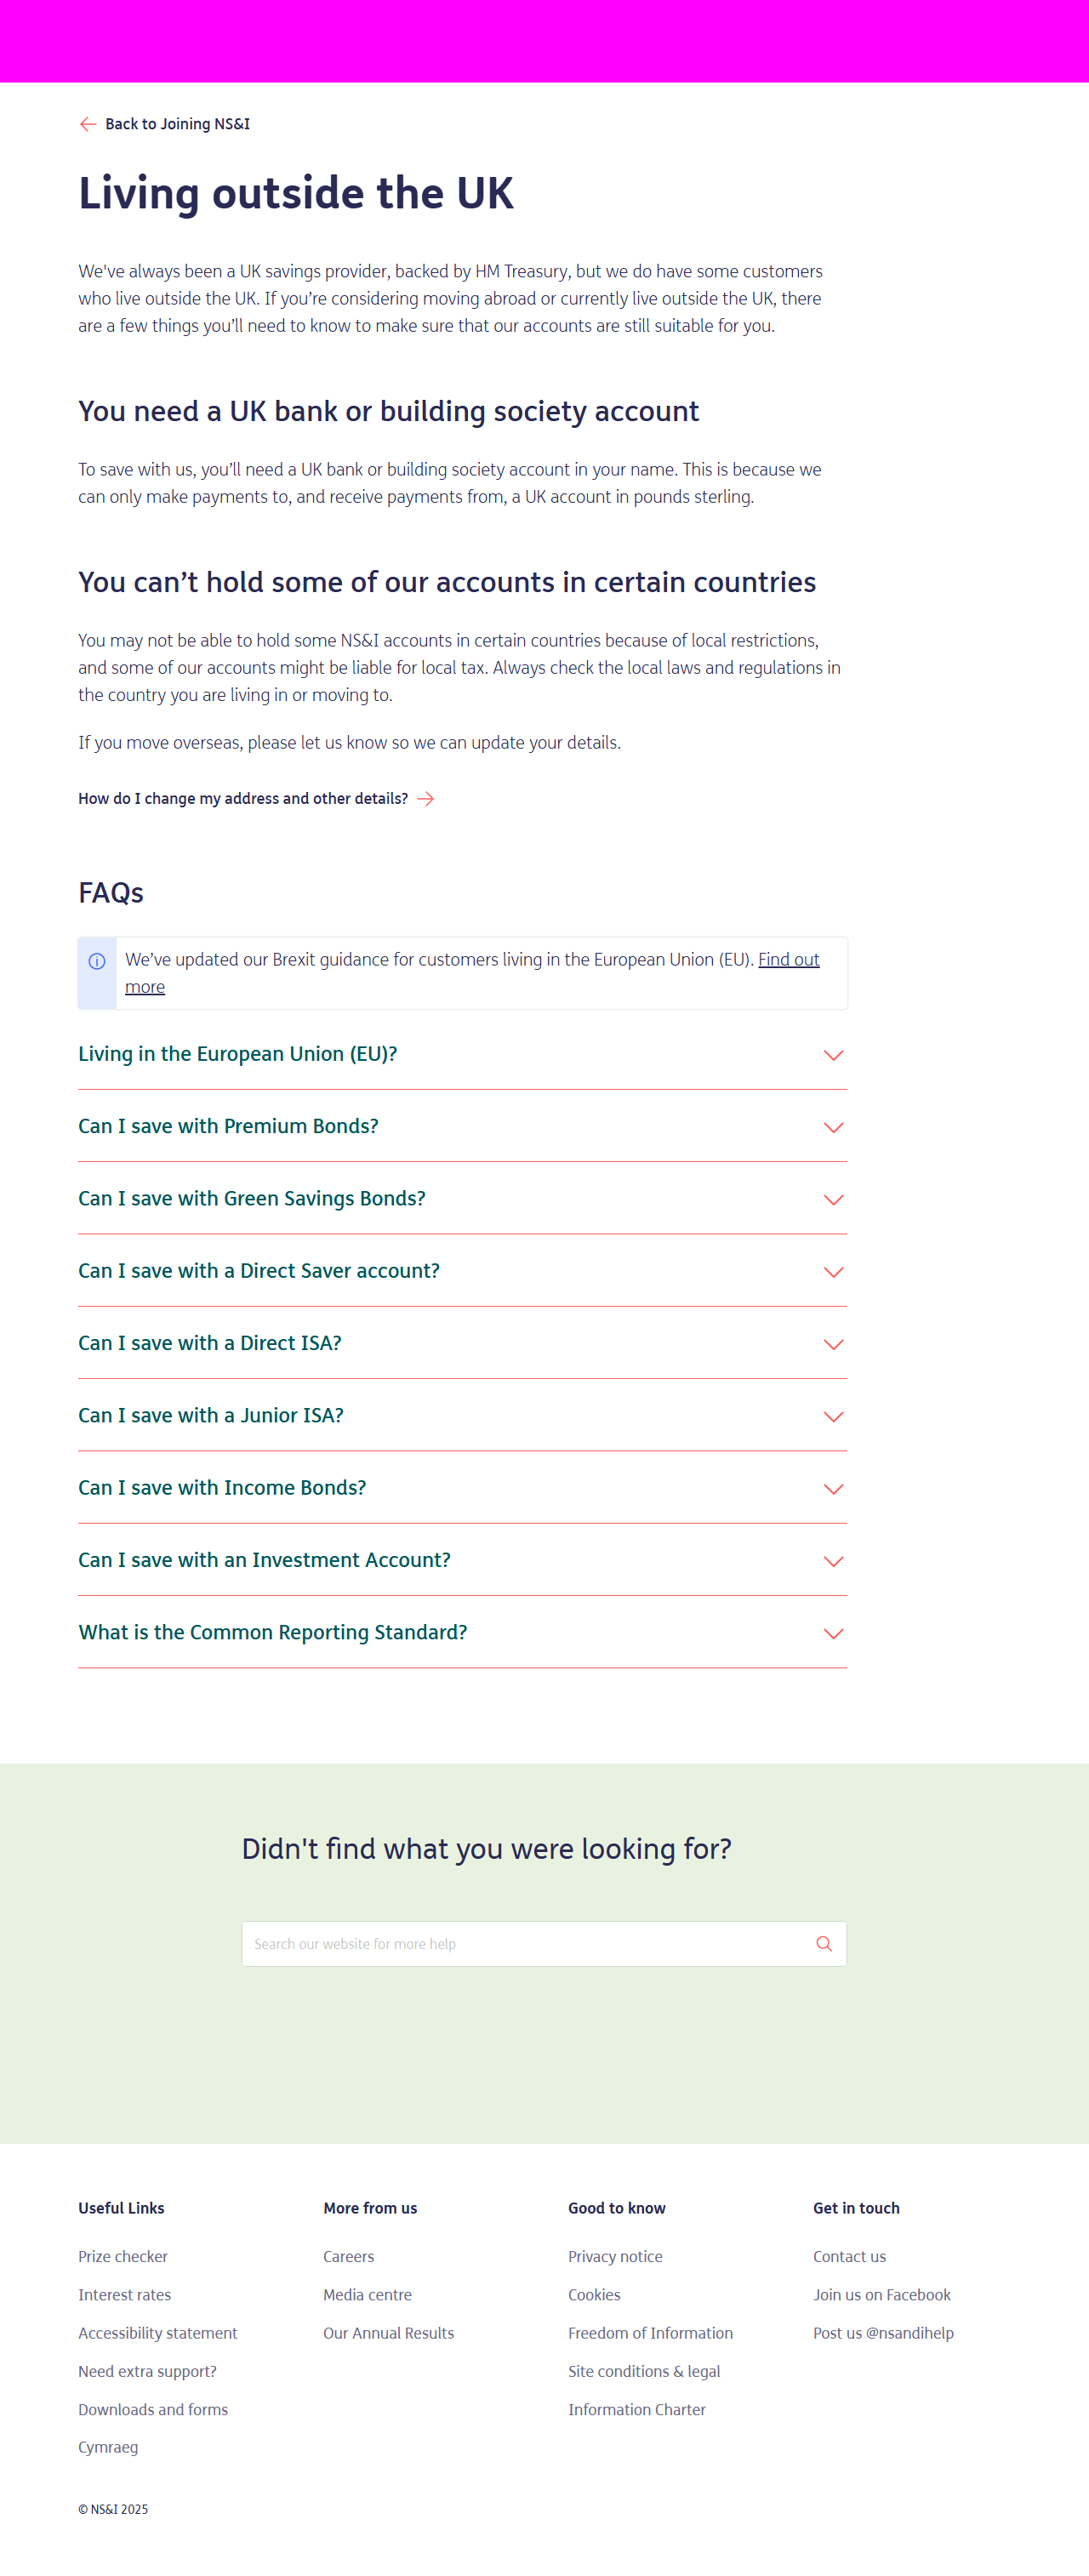 Back to Joining NS&I
Living outside the UK
We've always been a UK savings provider, backed by HM Treasury, but we do have some customers
who live outside the UK. If you’re considering moving abroad or currently live outside the UK, there
are a few things you’ll need to know to make sure that our accounts are still suitable for you.
You need a UK bank or building society account
To save with us, you’ll need a UK bank or building society account in your name. This is because we
can only make payments to, and receive payments from, a UK account in pounds sterling.
You can’t hold some of our accounts in certain countries
You may not be able to hold some NS&I accounts in certain countries because of local restrictions,
and some of our accounts might be liable for local tax. Always check the local laws and regulations in
the country you are living in or moving to.
If you move overseas, please let us know so we can update your details.
How do I change my address and other details?
FAQs
We’ve updated our Brexit guidance for customers living in the European Union (EU). Find out
more
Living in the European Union (EU)?
Can I save with Premium Bonds?
Can I save with Green Savings Bonds?
Can I save with a Direct Saver account?
Can I save with a Direct ISA?
Can I save with a Junior ISA?
Can I save with Income Bonds?
Can I save with an Investment Account?
What is the Common Reporting Standard?
Didn't find what you were looking for?
Search our website for more help
Useful Links
Prize checker
Interest rates
Accessibility statement
Need extra support?
Downloads and forms
Cymraeg
More from us
Careers
Media centre
Our Annual Results
Good to know
Privacy notice
Cookies
Freedom of Information
Site conditions & legal
Information Charter
Get in touch
Contact us
Join us on Facebook
Post us @nsandihelp
© NS&I 2025